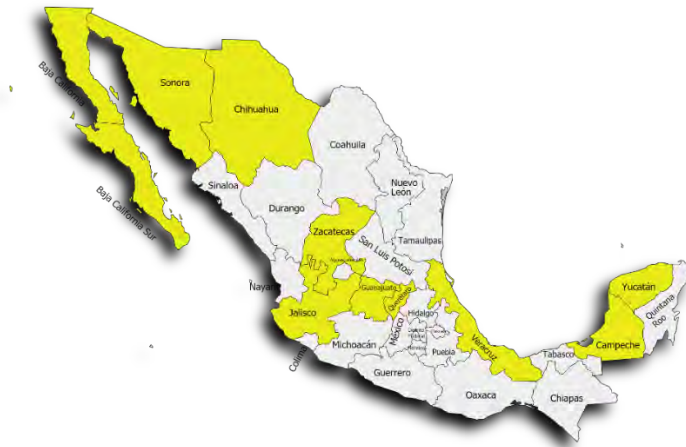 Baja California
Sonora
Chihuahua
Coahuila
Baja California Sur
Sinaloa
Nuevo
León
Durango
Zacatecas
Tamaulipas
San Luis Potosí
Nayarit
Guanajuato
Querétaro
Jalisco
Hidalgo
Colima
Michoacán
México
Puebla
Veracruz
Guerrero
Oaxaca
Tabasco
Chiapas
Yucatán
Quintana
Roo
Campeche